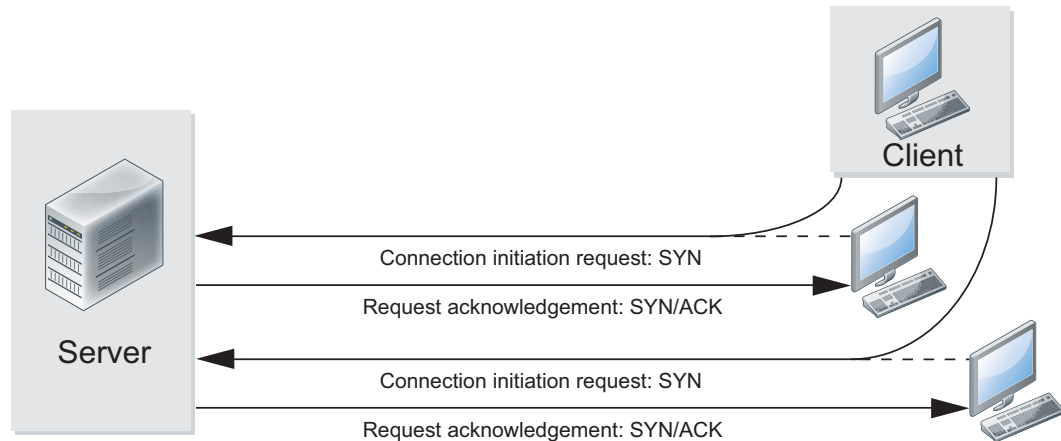 Client
Connection initiation request: SYN
Request acknowledgement: SYN/ACK
Server
Connection initiation request: SYN
Request acknowledgement: SYN/ACK